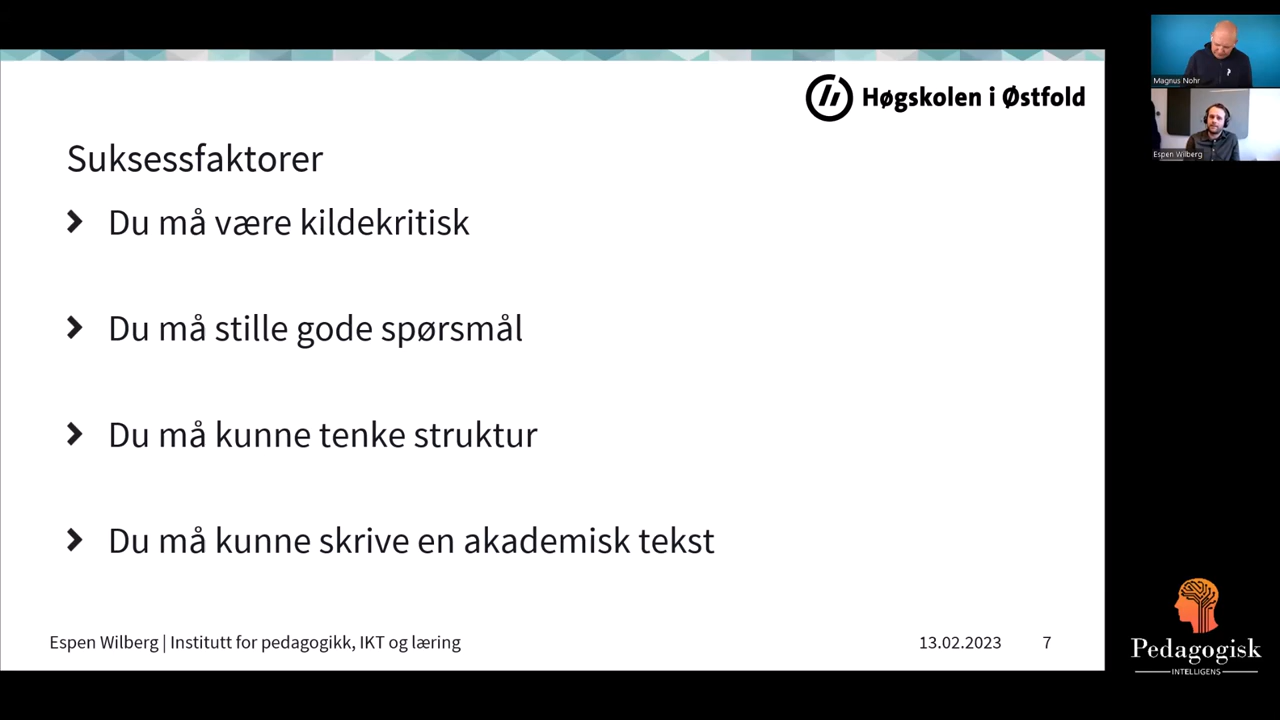 Høgskolen i Østfold
Magnus Nohr
Espen Wilberg
Suksessfaktorer
Du må være kildekritisk
Du må stille gode spørsmål
Du må kunne tenke struktur
Du må kunne skrive en akademisk tekst
Espen Wilberg | Institutt for pedagogikk, IKT og læring
13.02.2023
7
Pedagogisk
INTELLIGENS